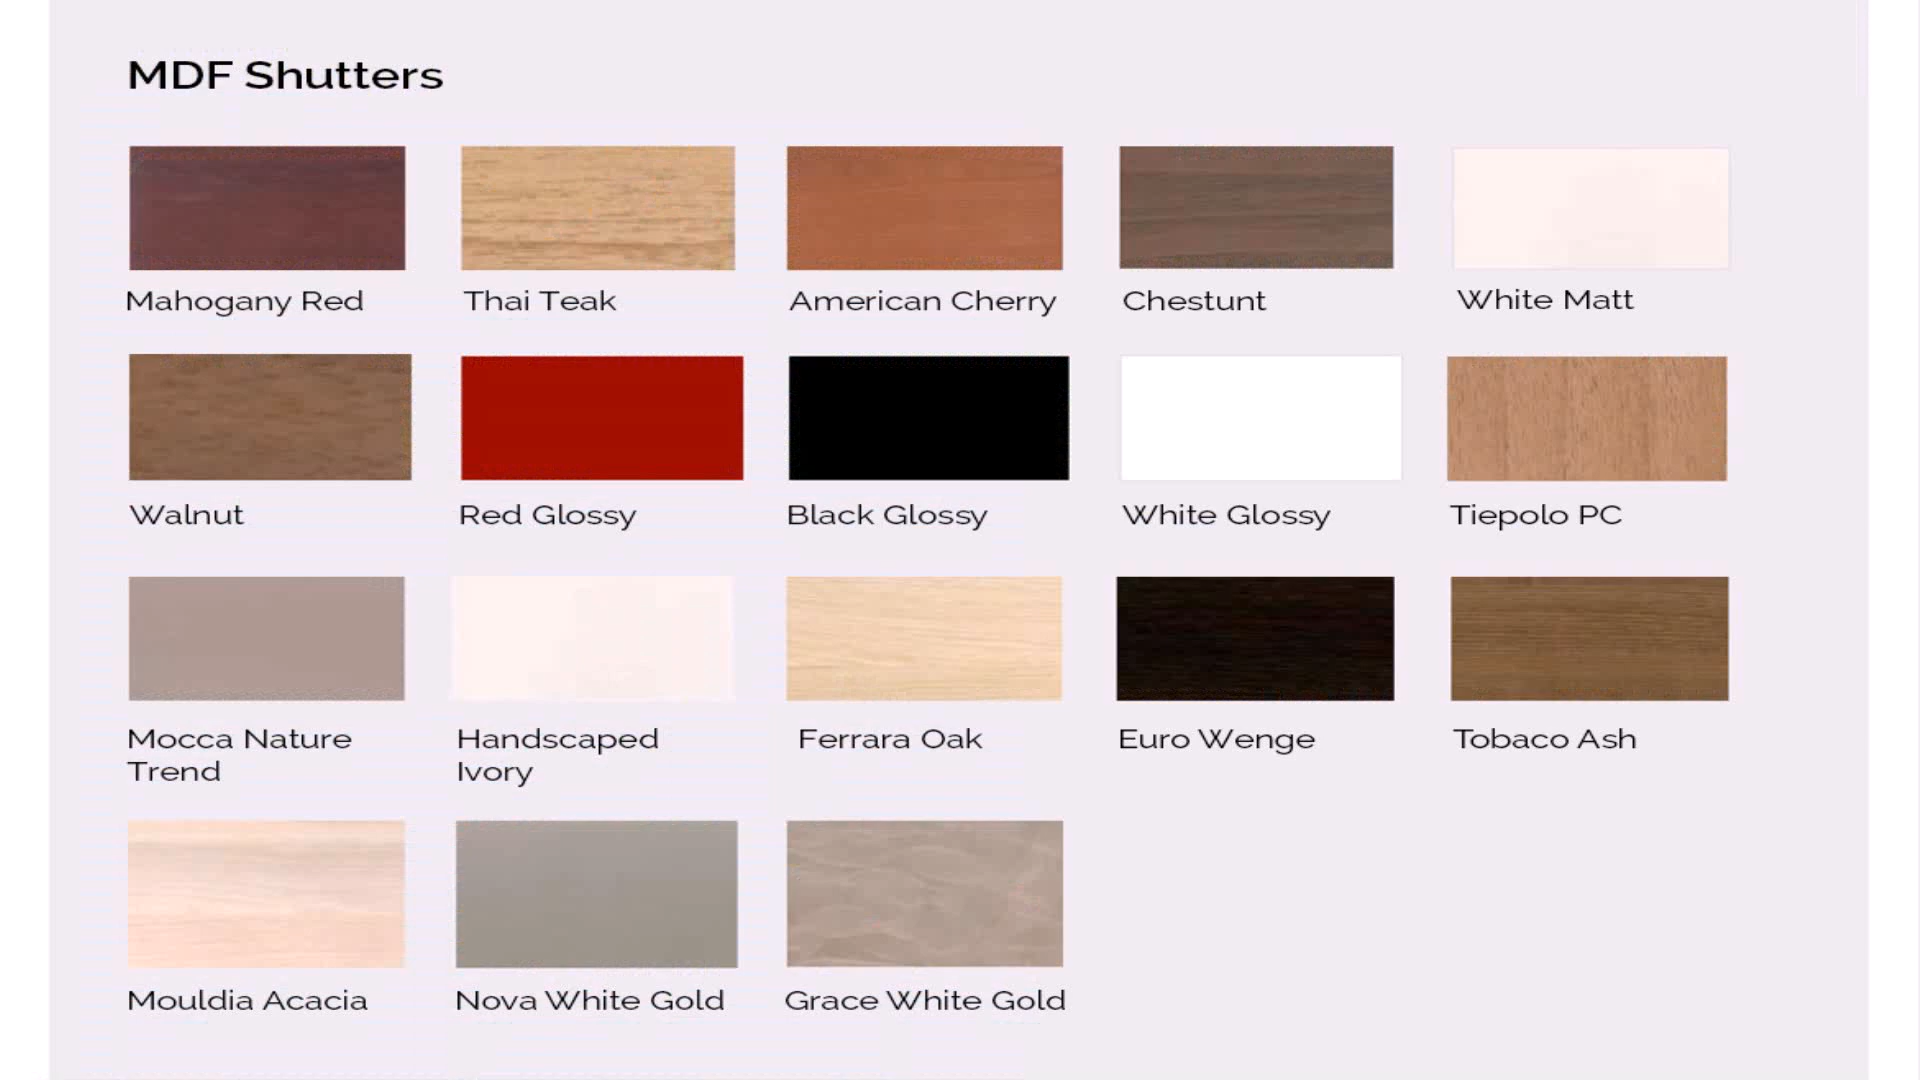 MDF Shutters
Mahogany Red
Thai Teak
American Cherry
Chestunt
White Matt
Walnut
Red Glossy
Black Glossy
White Glossy
Tiepolo PC
Mocca Nature
Trend
Handscaped
Ivory
Ferrara Oak
Euro Wenge
Tobaco Ash
Mouldia Acacia
Nova White Gold
Grace White Gold